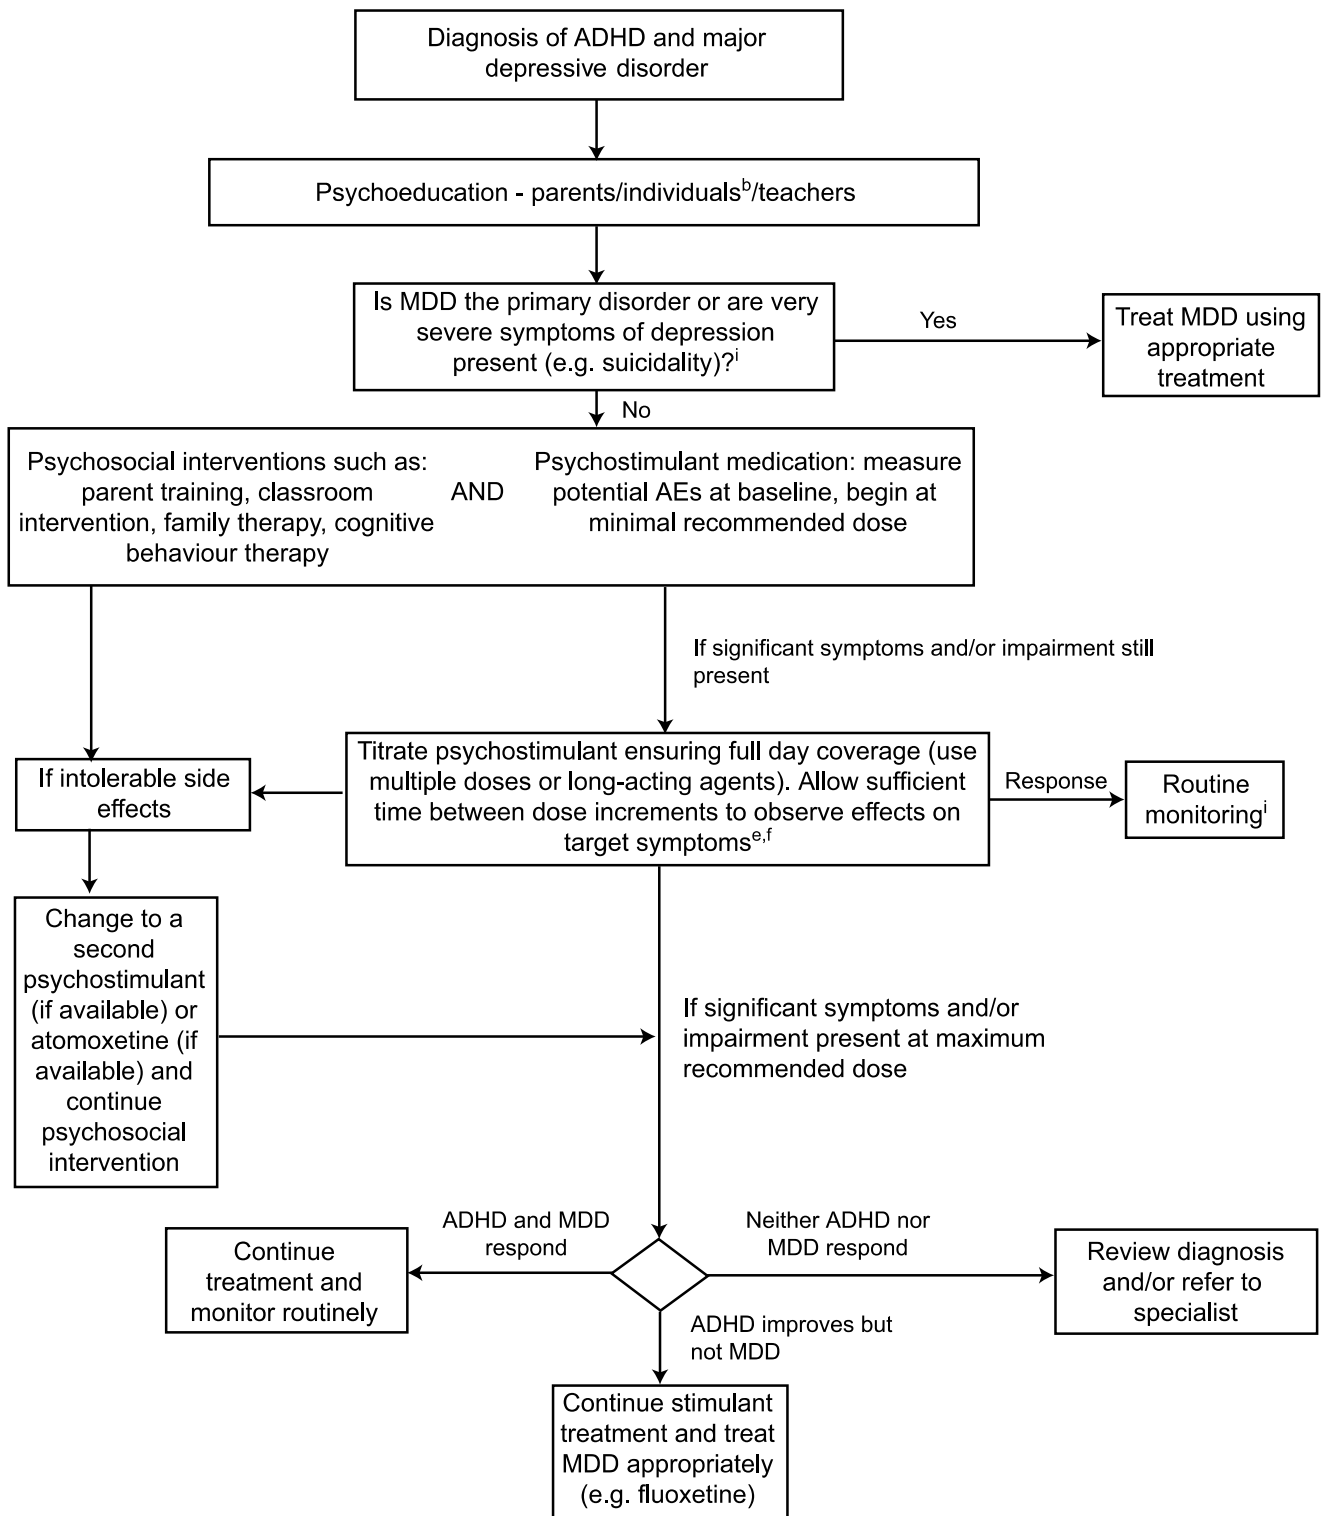 Diagnosis of ADHD and major
depressive disorder
Psychoeducation - parents/individualsᵇ/teachers
Is MDD the primary disorder or are very
severe symptoms of depression
present (e.g. suicidality)?ⁱ
Yes
Treat MDD using
appropriate
treatment
No
Psychosocial interventions such as:
parent training, classroom
intervention, family therapy, cognitive
behaviour therapy
AND
Psychostimulant medication: measure
potential AEs at baseline, begin at
minimal recommended dose
If significant symptoms and/or impairment still
present
Titrate psychostimulant ensuring full day coverage (use
multiple doses or long-acting agents). Allow sufficient
time between dose increments to observe effects on
target symptomsᵉ,ᶠ
If intolerable side
effects
Response
Routine
monitoringⁱ
Change to a
second
psychostimulant
(if available) or
atomoxetine (if
available) and
continue
psychosocial
intervention
If significant symptoms and/or
impairment present at maximum
recommended dose
ADHD and MDD
respond
Neither ADHD nor
MDD respond
Continue
treatment and
monitor routinely
Review diagnosis
and/or refer to
specialist
ADHD improves but
not MDD
Continue stimulant
treatment and treat
MDD appropriately
(e.g. fluoxetine)